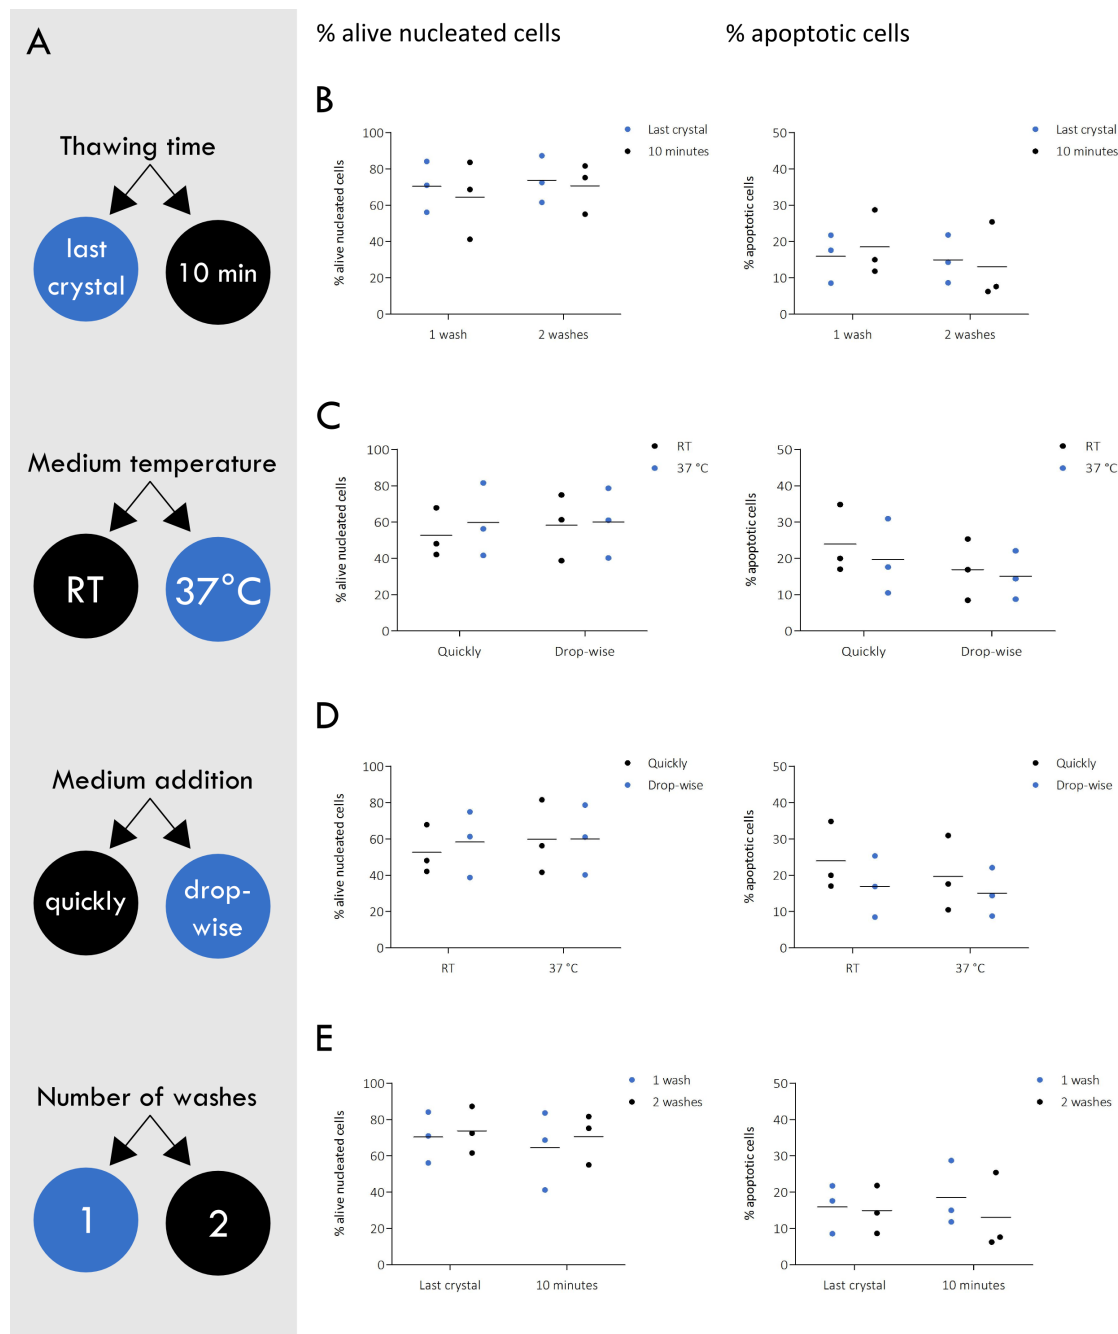 A
% alive nucleated cells
% apoptotic cells
Thawing time
last
crystal
10 min
B
% alive nucleated cells
100
80
60
40
20
0
1 wash
2 washes
Last crystal
10 minutes
% apoptotic cells
50
40
30
20
10
0
1 wash
2 washes
Last crystal
10 minutes
Medium temperature
RT
37°C
C
% alive nucleated cells
100
80
60
40
20
0
Quickly
Drop-wise
RT
37 °C
% apoptotic cells
50
40
30
20
10
0
Quickly
Drop-wise
RT
37 °C
Medium addition
quickly
drop-
wise
D
% alive nucleated cells
100
80
60
40
20
0
RT
37 °C
Quickly
Drop-wise
% apoptotic cells
50
40
30
20
10
0
RT
37 °C
Quickly
Drop-wise
Number of washes
1
2
E
% alive nucleated cells
100
80
60
40
20
0
Last crystal
10 minutes
1 wash
2 washes
% apoptotic cells
50
40
30
20
10
0
Last crystal
10 minutes
1 wash
2 washes